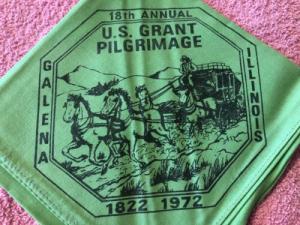 18th ANNUAL
U.S. GRANT
PILGRIMAGE
GALENA
ILLINOIS
1822 1972